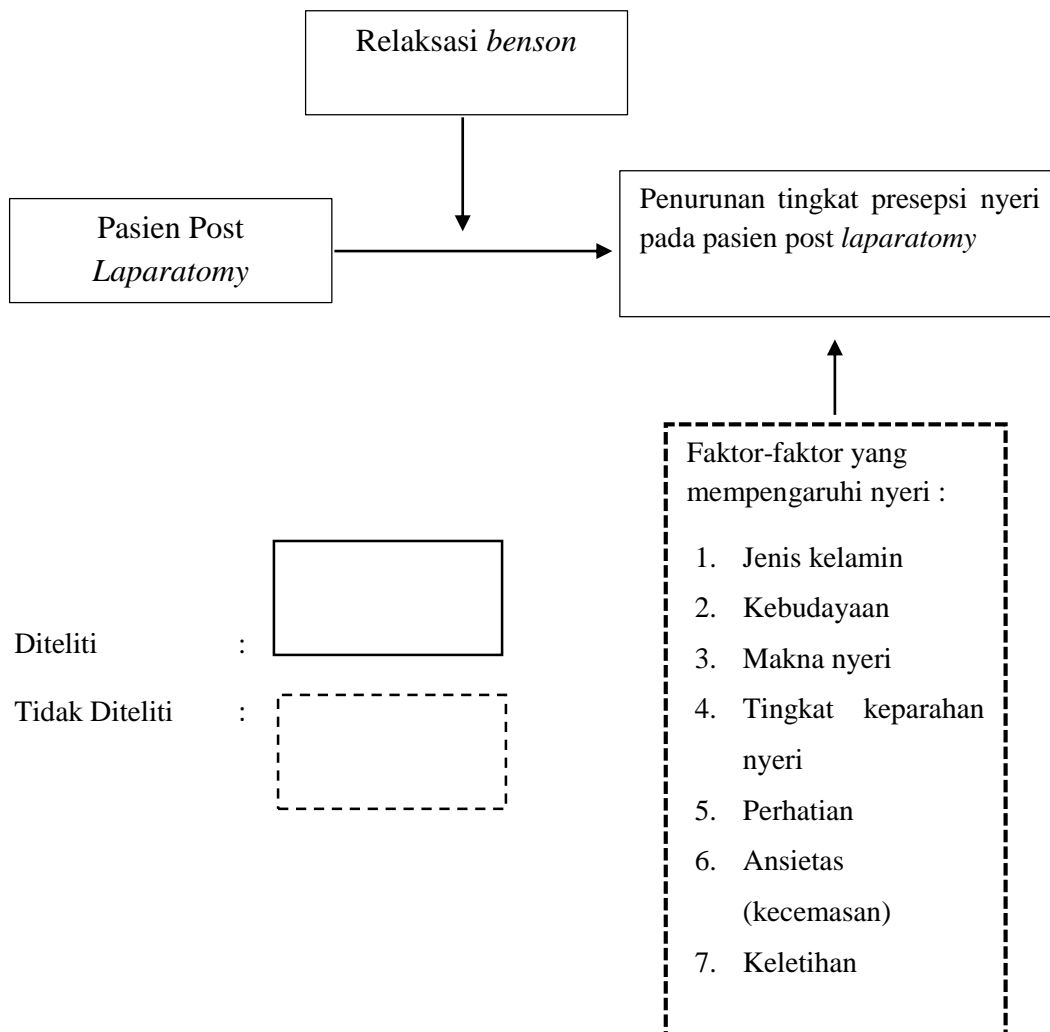 Relaksasi benson
Pasien Post
Laparatomy
Penurunan tingkat presepsi nyeri
pada pasien post laparatomy
Faktor-faktor yang
mempengaruhi nyeri :
1. Jenis kelamin
2. Kebudayaan
3. Makna nyeri
4. Tingkat keparahan
nyeri
5. Perhatian
6. Ansietas
(kecemasan)
7. Keletihan
Diteliti :
Tidak Diteliti :